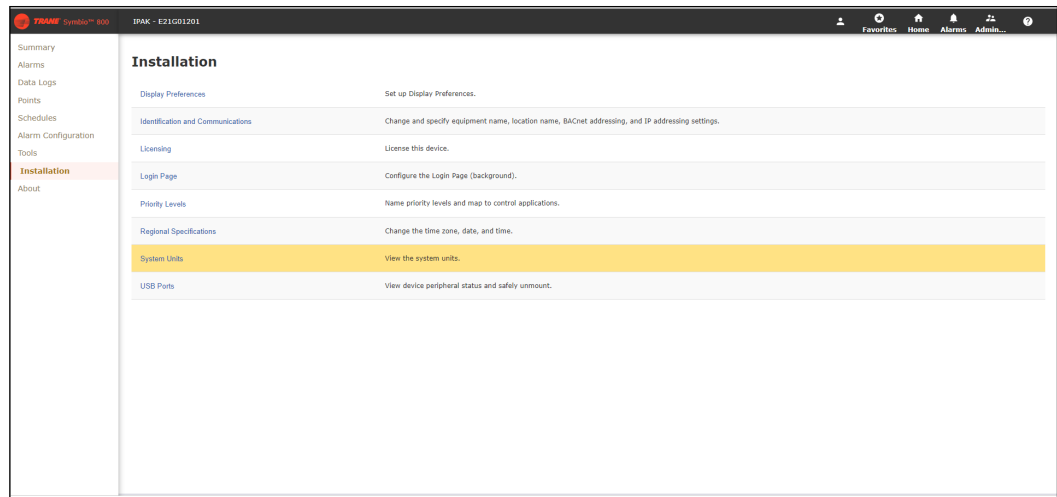 TRANE Symbio™ 800
IPAK - E21G01201
Favorites Home Alarms Admin...
Summary
Alarms
Data Logs
Points
Schedules
Alarm Configuration
Tools
Installation
About
Installation
Display Preferences Set up Display Preferences.
Identification and Communications Change and specify equipment name, location name, BACnet addressing, and IP addressing settings.
Licensing License this device.
Login Page Configure the Login Page (background).
Priority Levels Name priority levels and map to control applications.
Regional Specifications Change the time zone, date, and time.
System Units View the system units.
USB Ports View device peripheral status and safely unmount.